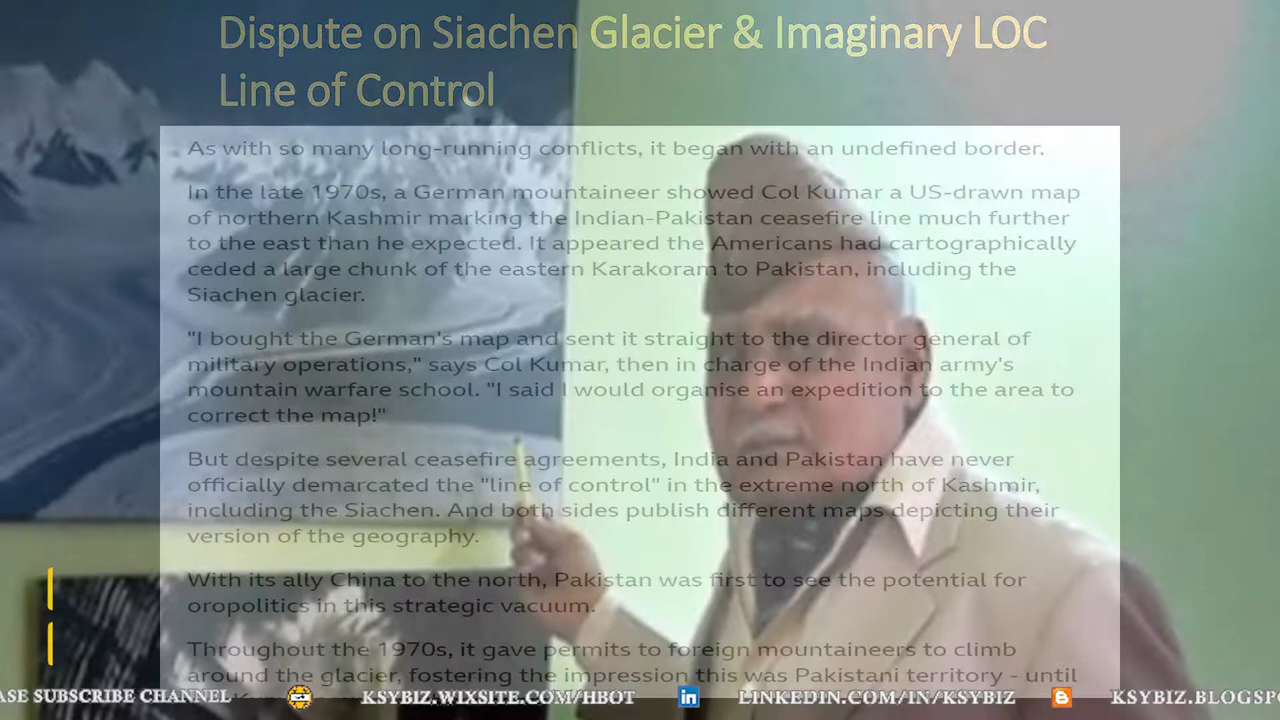 Dispute on Siachen Glacier & Imaginary LOC
Line of Control
As with so many long-running conflicts, it began with an undefined border.
In the late 1970s, a German mountaineer showed Col Kumar a US-drawn map
of northern Kashmir marking the Indian-Pakistan ceasefire line much further
to the east than he expected. It appeared the Americans had cartographically
ceded a large chunk of the eastern Karakoram to Pakistan, including the
Siachen glacier.
"I bought the German's map and sent it straight to the director general of
military operations," says Col Kumar, then in charge of the Indian army's
mountain warfare school. "I said I would organise an expedition to the area to
correct the map!"
But despite several ceasefire agreements, India and Pakistan have never
officially demarcated the "line of control" in the extreme north of Kashmir,
including the Siachen. And both sides publish different maps depicting their
version of the geography.
With its ally China to the north, Pakistan was first to see the potential for
oropolitics in this strategic vacuum.
Throughout the 1970s, it gave permits to foreign mountaineers to climb
around the glacier, fostering the impression this was Pakistani territory - until
ASE SUBSCRIBE CHANNEL KSYBIZ.WIXSITE.COM/HBOT in LINKEDIN.COM/IN/KSYBIZ KSYBIZ.BLOGSPO